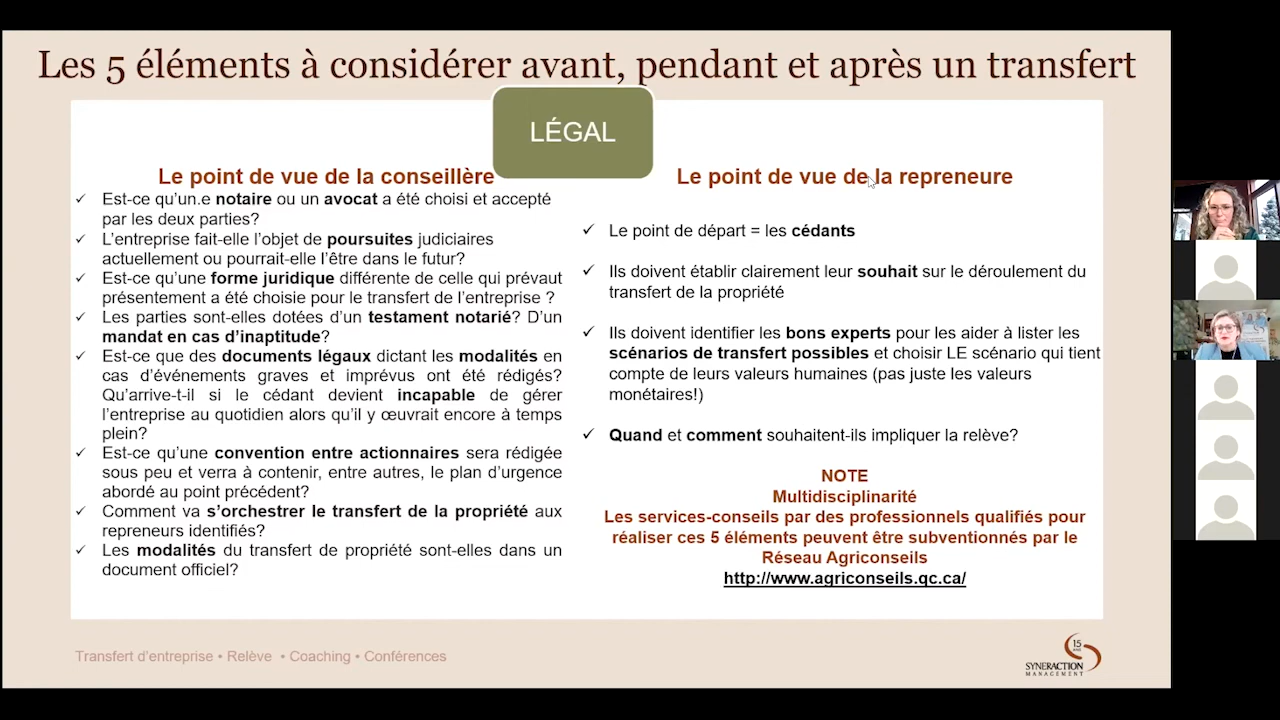 Les 5 éléments à considérer avant, pendant et après un transfert
LÉGAL
Le point de vue de la conseillère
✓ Est-ce qu'un.e notaire ou un avocat a été choisi et accepté
par les deux parties?
✓ L'entreprise fait-elle l'objet de poursuites judiciaires
actuellement ou pourrait-elle l'être dans le futur?
✓ Est-ce qu'une forme juridique différente de celle qui prévaut
présentement a été choisie pour le transfert de l'entreprise ?
✓ Les parties sont-elles dotées d'un testament notarié? D'un
mandat en cas d'inaptitude?
✓ Est-ce que des documents légaux dictant les modalités en
cas d'événements graves et imprévus ont été rédigés?
Qu'arrive-t-il si le cédant devient incapable de gérer
l'entreprise au quotidien alors qu'il y œuvrait encore à temps
plein?
✓ Est-ce qu'une convention entre actionnaires sera rédigée
sous peu et verra à contenir, entre autres, le plan d'urgence
abordé au point précédent?
✓ Comment va s'orchestrer le transfert de la propriété aux
repreneurs identifiés?
✓ Les modalités du transfert de propriété sont-elles dans un
document officiel?
Le point de vue de la repreneure
✓ Le point de départ = les cédants
✓ Ils doivent établir clairement leur souhait sur le déroulement du
transfert de la propriété
✓ Ils doivent identifier les bons experts pour les aider à lister les
scénarios de transfert possibles et choisir LE scénario qui tient
compte de leurs valeurs humaines (pas juste les valeurs
monétaires!)
✓ Quand et comment souhaitent-ils impliquer la relève?
NOTE
Multidisciplinarité
Les services-conseils par des professionnels qualifiés pour
réaliser ces 5 éléments peuvent être subventionnés par le
Réseau Agriconseils
http://www.agriconseils.qc.ca/
Transfert d'entreprise • Relève • Coaching • Conférences
15
ans
SYNERACTION
MANAGEMENT